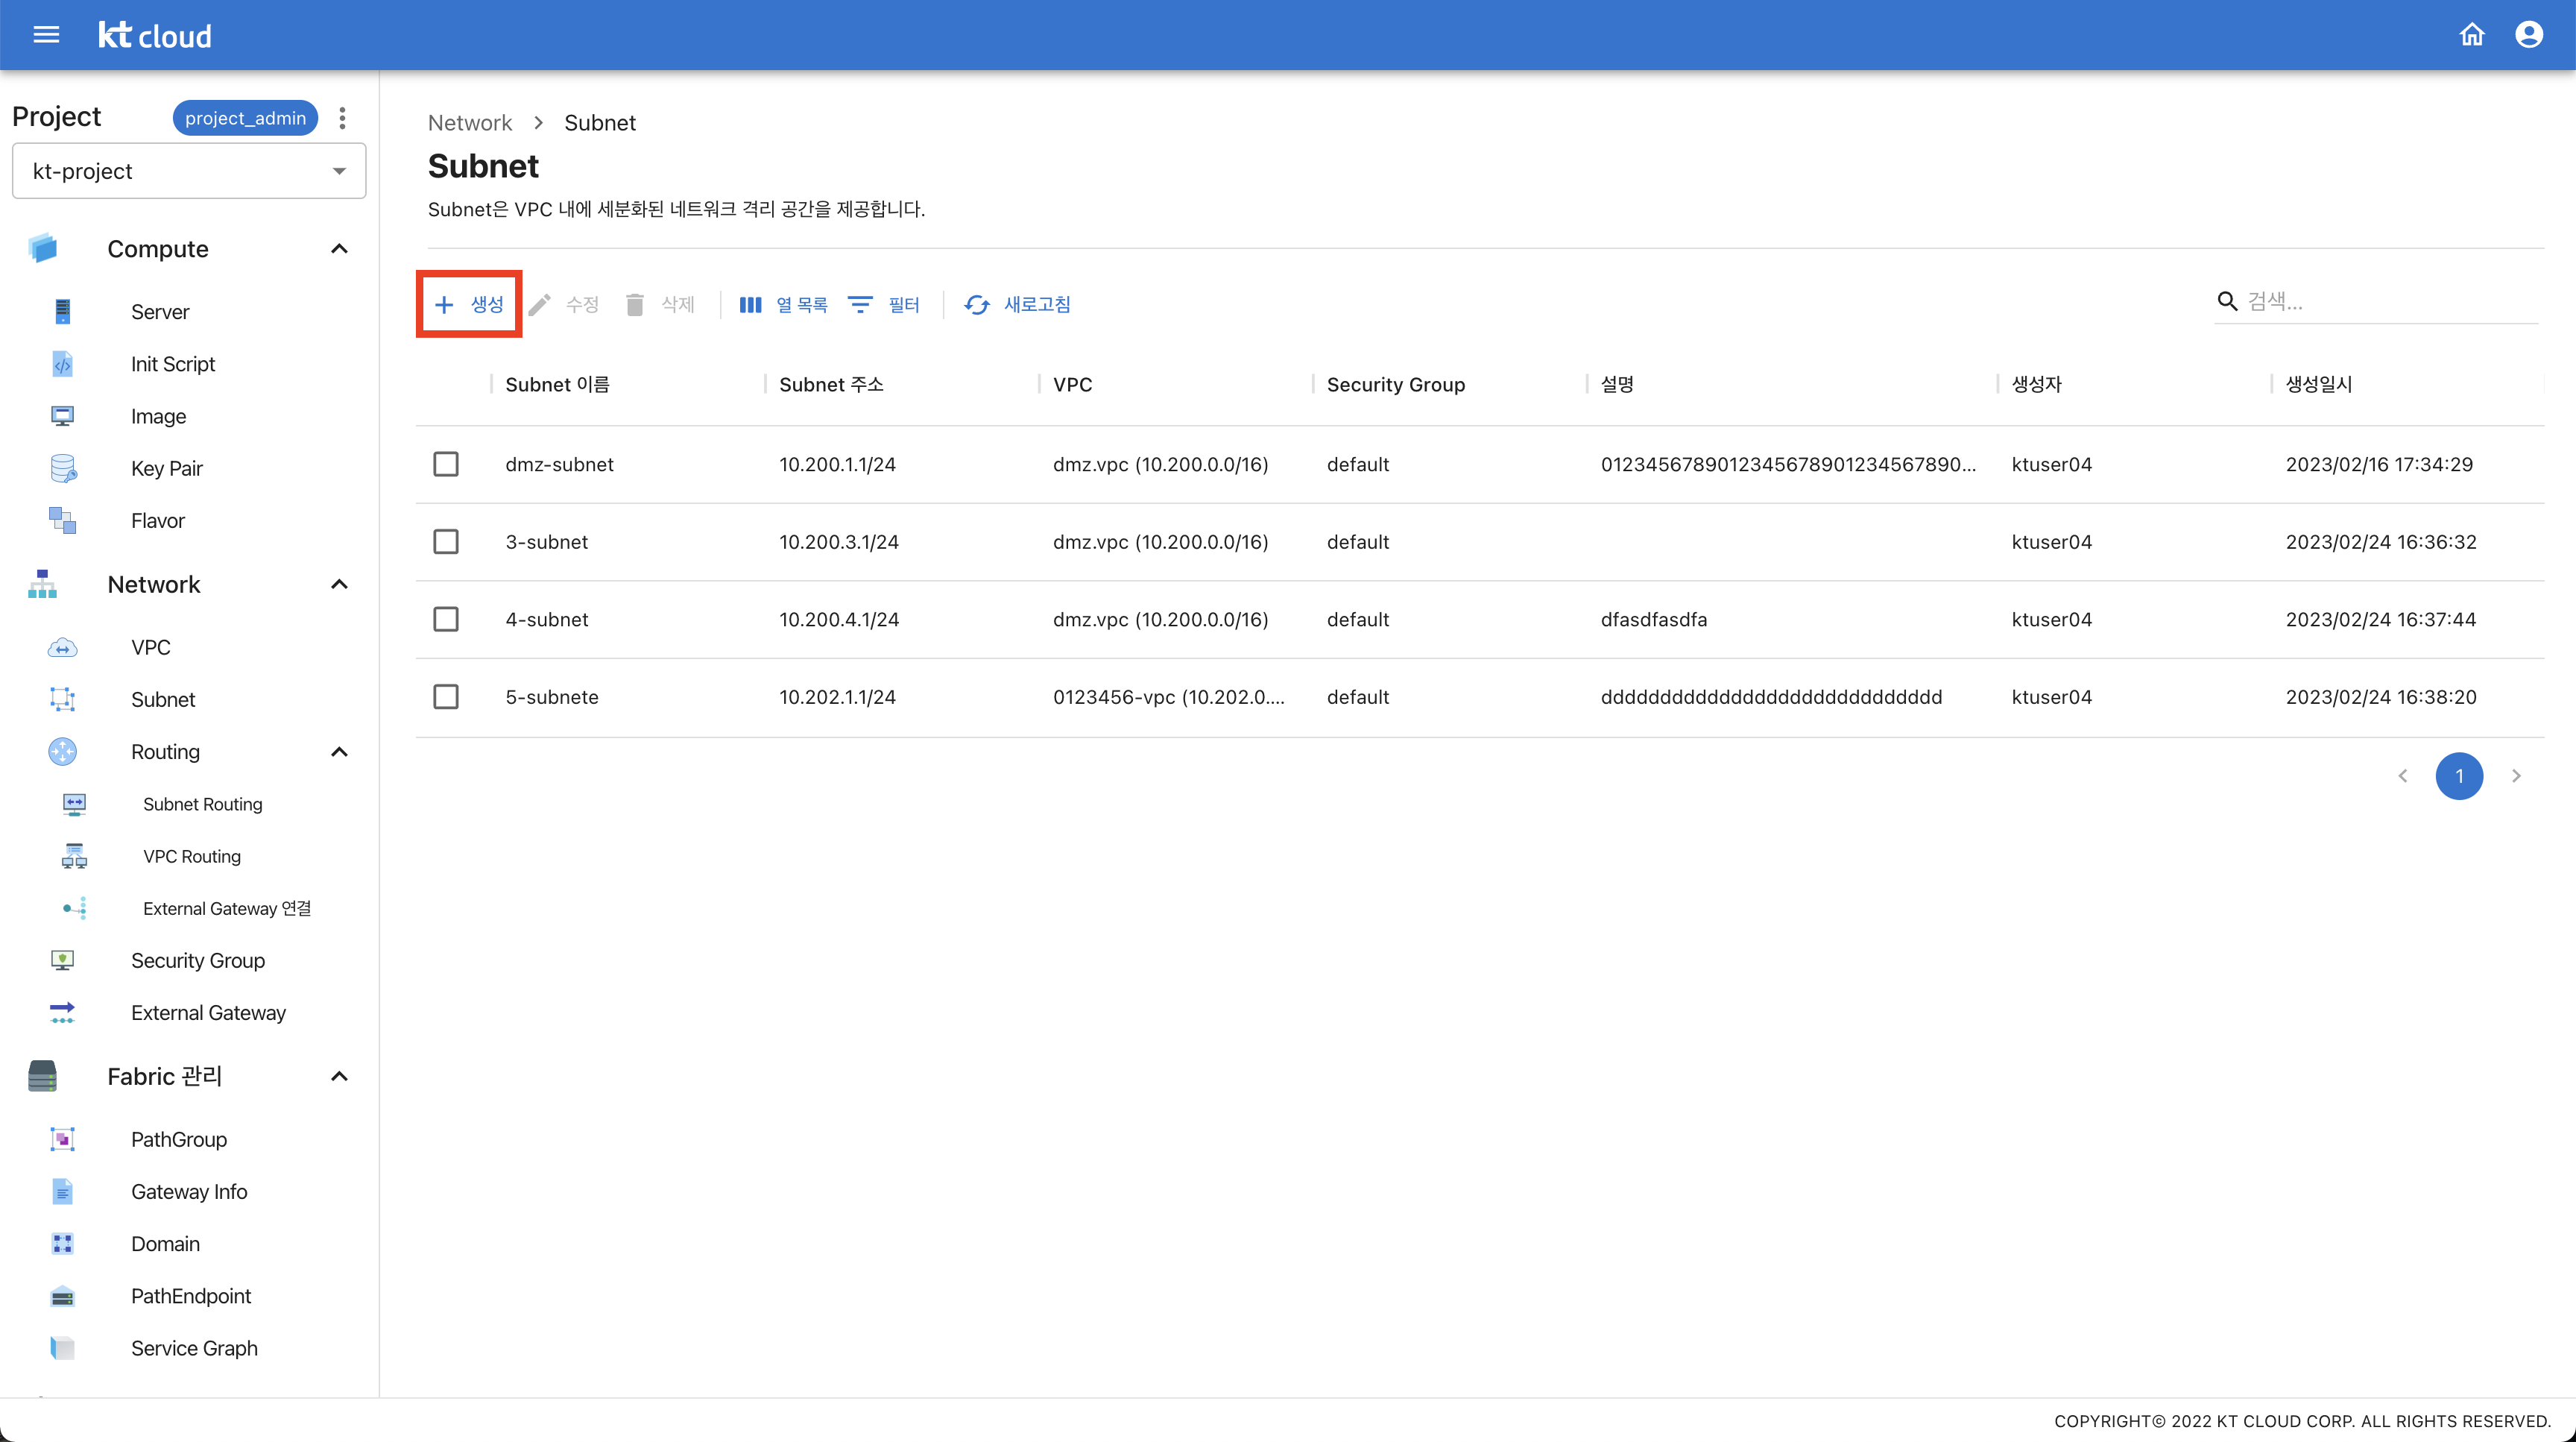 kt cloud
Project
project_admin
kt-project
Compute
Server
Init Script
Image
Key Pair
Flavor
Network
VPC
Subnet
Routing
Subnet Routing
VPC Routing
External Gateway 연결
Security Group
External Gateway
Fabric 관리
PathGroup
Gateway Info
Domain
PathEndpoint
Service Graph
Network > Subnet
Subnet
Subnet은 VPC 내에 세분화된 네트워크 격리 공간을 제공합니다.
생성 수정 삭제 열 목록 필터 새로고침 검색...
Subnet 이름 Subnet 주소 VPC Security Group 설명 생성자 생성일시
dmz-subnet 10.200.1.1/24 dmz.vpc (10.200.0.0/16) default 0123456789012345678901234567890... ktuser04 2023/02/16 17:34:29
3-subnet 10.200.3.1/24 dmz.vpc (10.200.0.0/16) default ktuser04 2023/02/24 16:36:32
4-subnet 10.200.4.1/24 dmz.vpc (10.200.0.0/16) default dfasdfasdfa ktuser04 2023/02/24 16:37:44
5-subnete 10.202.1.1/24 0123456-vpc (10.202.0.... default ddddddddddddddddddddddddddddd ktuser04 2023/02/24 16:38:20
1
COPYRIGHT© 2022 KT CLOUD CORP. ALL RIGHTS RESERVED.